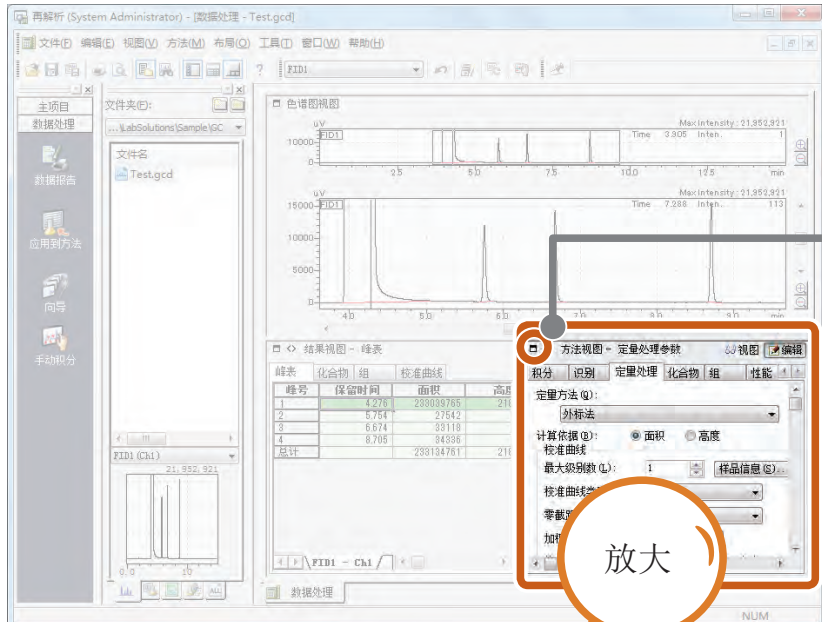 再解析 (System Administrator) - [数据处理 - Test.gcd]
文件(F) 编辑(E) 视图(V) 方法(M) 布局(O) 工具(T) 窗口(W) 帮助(H)
FID1
主项目
数据处理
数据报告
应用到方法
向导
手动积分
文件夹(F):
...\LabSolutions\Sample\GC
文件名
Test.gcd
FID1 (Ch1)
21,952,921
0.0 10
ALL
色谱图视图
uV Max Intensity : 21,952,921
FID1 Time 3.905 Inten. 1
10000
0
2.5 5.0 7.5 10.0 12.5 min
uV Max Intensity : 21,952,921
15000 FID1 Time 7.288 Inten. 113
10000
5000
0
4.0 5.0 6.0 7.0 8.0 9.0 min
结果视图 - 峰表
峰表 化合物 组 校准曲线
峰号 保留时间 面积
1 4.276 233039765
2 5.754 27542
3 6.674 33118
4 8.705 34336
总计 233134761
FID1 - Ch1
数据处理
方法视图 - 定量处理参数 视图 编辑
积分 识别 定量处理 化合物 组 性能
定量方法(Q):
外标法
计算依据(B): 面积 高度
校准曲线
最大级别数(L): 1 样品信息(S)..
校准曲线
零截
放大
NUM